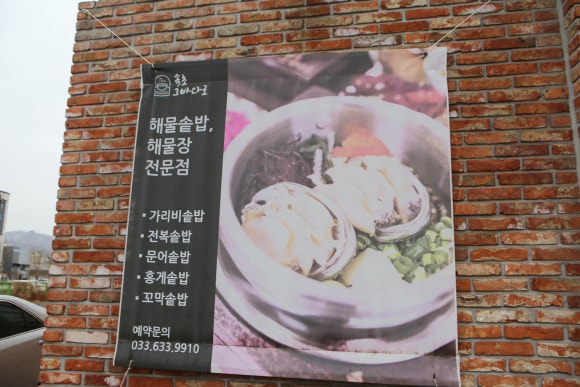 속초
그바다로
해물솥밥,
해물장
전문점
• 가리비솥밥
• 전복솥밥
• 문어솥밥
• 홍게솥밥
• 꼬막솥밥
예약문의
033.633.9910